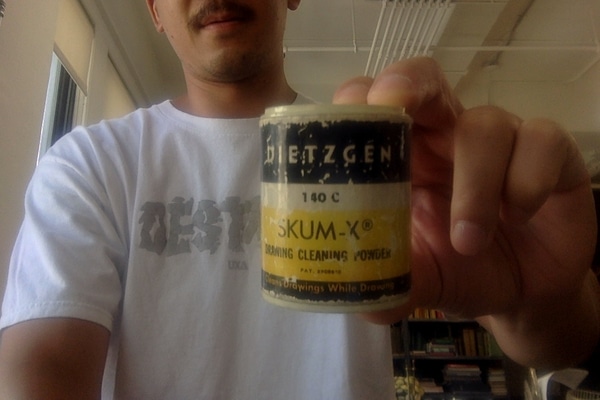 DIETZGEN
140 C
SKUM-X®
DRAWING CLEANING POWDER
Drawings While Drawing